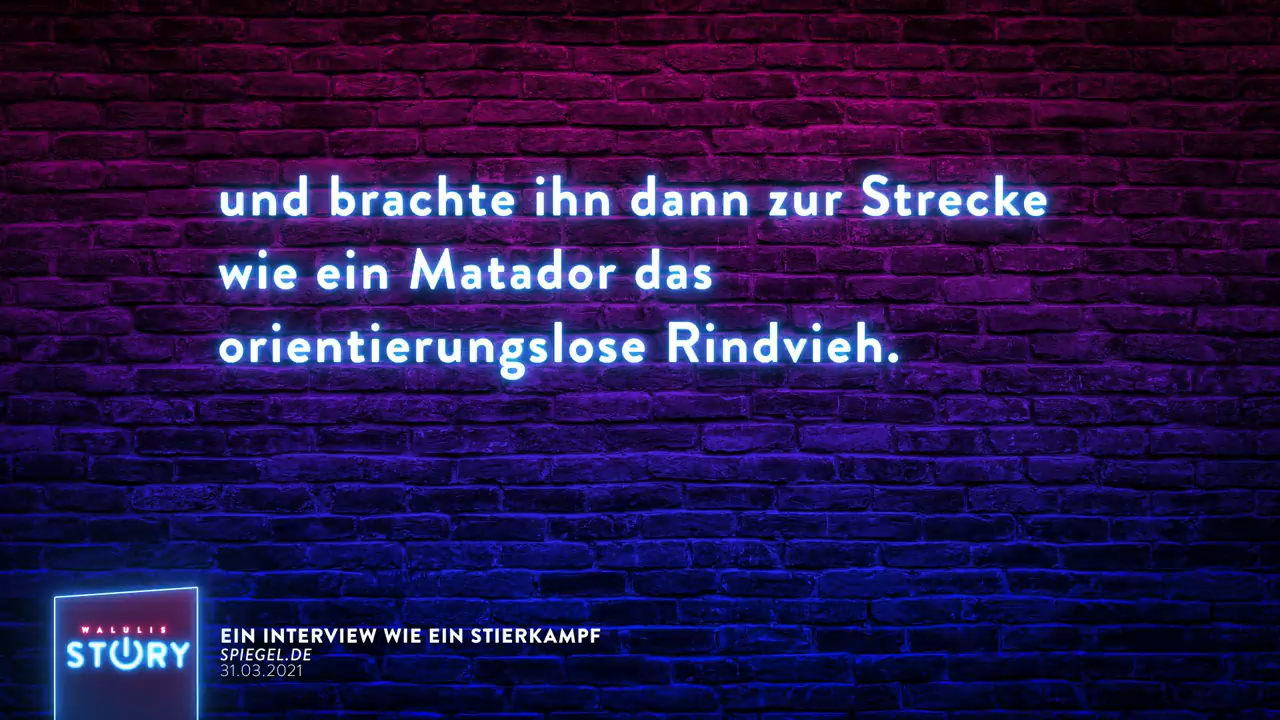 und brachte ihn dann zur Strecke
wie ein Matador das
orientierungslose Rindvieh.
WALULIS
STORY
EIN INTERVIEW WIE EIN STIERKAMPF
SPIEGEL.DE
31.03.2021